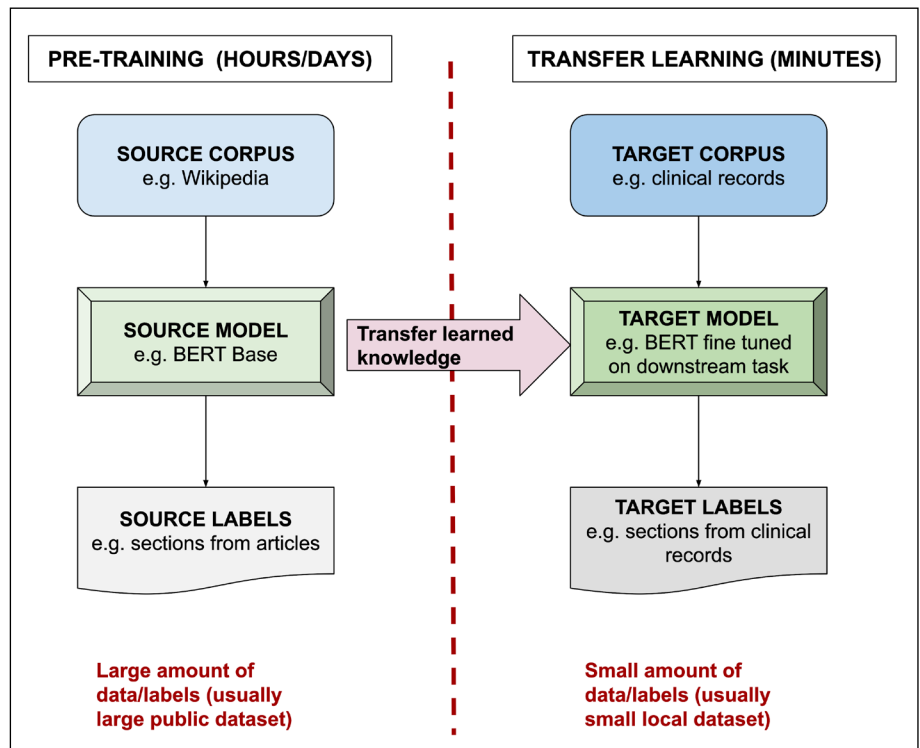 PRE-TRAINING (HOURS/DAYS)
SOURCE CORPUS
e.g. Wikipedia
SOURCE MODEL
e.g. BERT Base
SOURCE LABELS
e.g. sections from articles
Large amount of
data/labels (usually
large public dataset)
Transfer learned
knowledge
TRANSFER LEARNING (MINUTES)
TARGET CORPUS
e.g. clinical records
TARGET MODEL
e.g. BERT fine tuned
on downstream task
TARGET LABELS
e.g. sections from clinical
records
Small amount of
data/labels (usually
small local dataset)